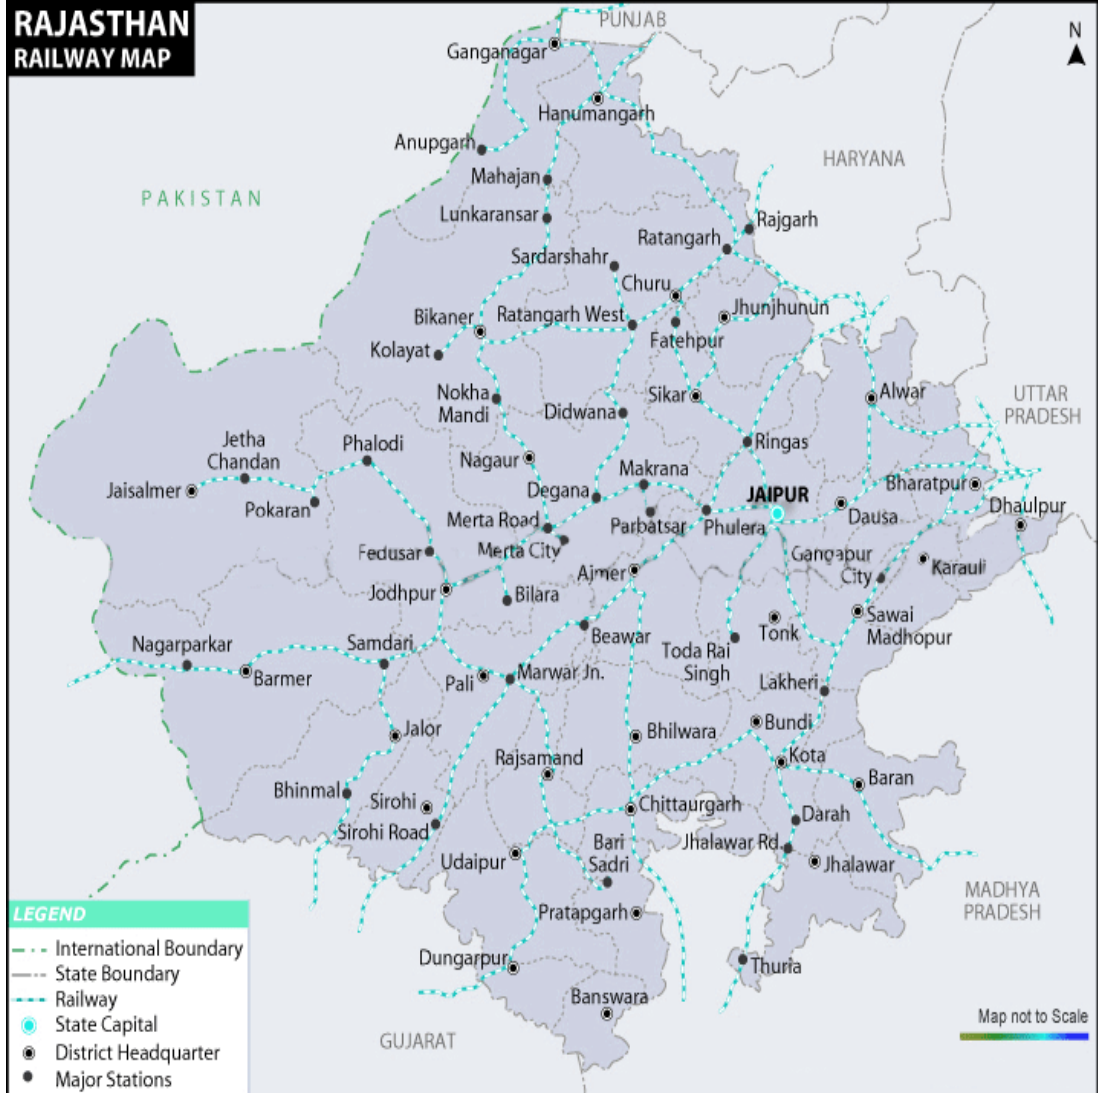 RAJASTHAN
RAILWAY MAP
PUNJAB
N
Ganganagar
Hanumangarh
Anupgarh
HARYANA
Mahajan
PAKISTAN
Lunkaransar
Rajgarh
Ratangarh
Sardarshahr
Churu
Jhunjhunun
Bikaner
Ratangarh West
Fatehpur
Kolayat
Nokha
Mandi
Sikar
Alwar
UTTAR
PRADESH
Didwana
Jetha
Chandan
Phalodi
Ringas
Nagaur
Makrana
Jaisalmer
Degana
JAIPUR
Bharatpur
Pokaran
Merta Road
Parbatsar
Phulera
Dausa
Dhaulpur
Fedusar
Merta City
Gangapur
City
Karauli
Ajmer
Jodhpur
Bilara
Sawai
Madhopur
Nagarparkar
Samdari
Beawar
Tonk
Toda Rai
Singh
Barmer
Pali
Marwar Jn.
Lakheri
Jalor
Bhilwara
Bundi
Rajsamand
Kota
Baran
Bhinmal
Sirohi
Chittaurgarh
Darah
Sirohi Road
Bari
Sadri
Jhalawar Rd.
Udaipur
Jhalawar
MADHYA
PRADESH
Pratapgarh
Dungarpur
Thuria
Banswara
GUJARAT
Map not to Scale
LEGEND
International Boundary
State Boundary
Railway
State Capital
District Headquarter
Major Stations